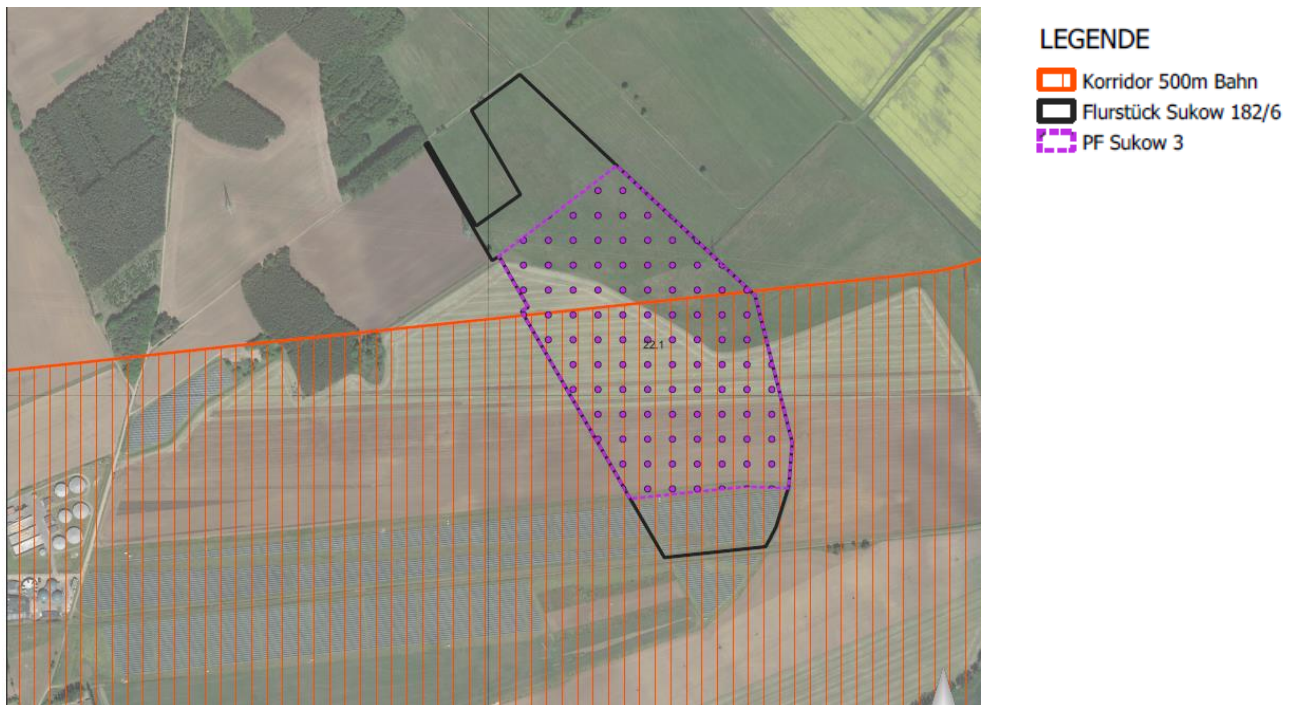 LEGENDE
Korridor 500m Bahn
Flurstück Sukow 182/6
PF Sukow 3
22.1